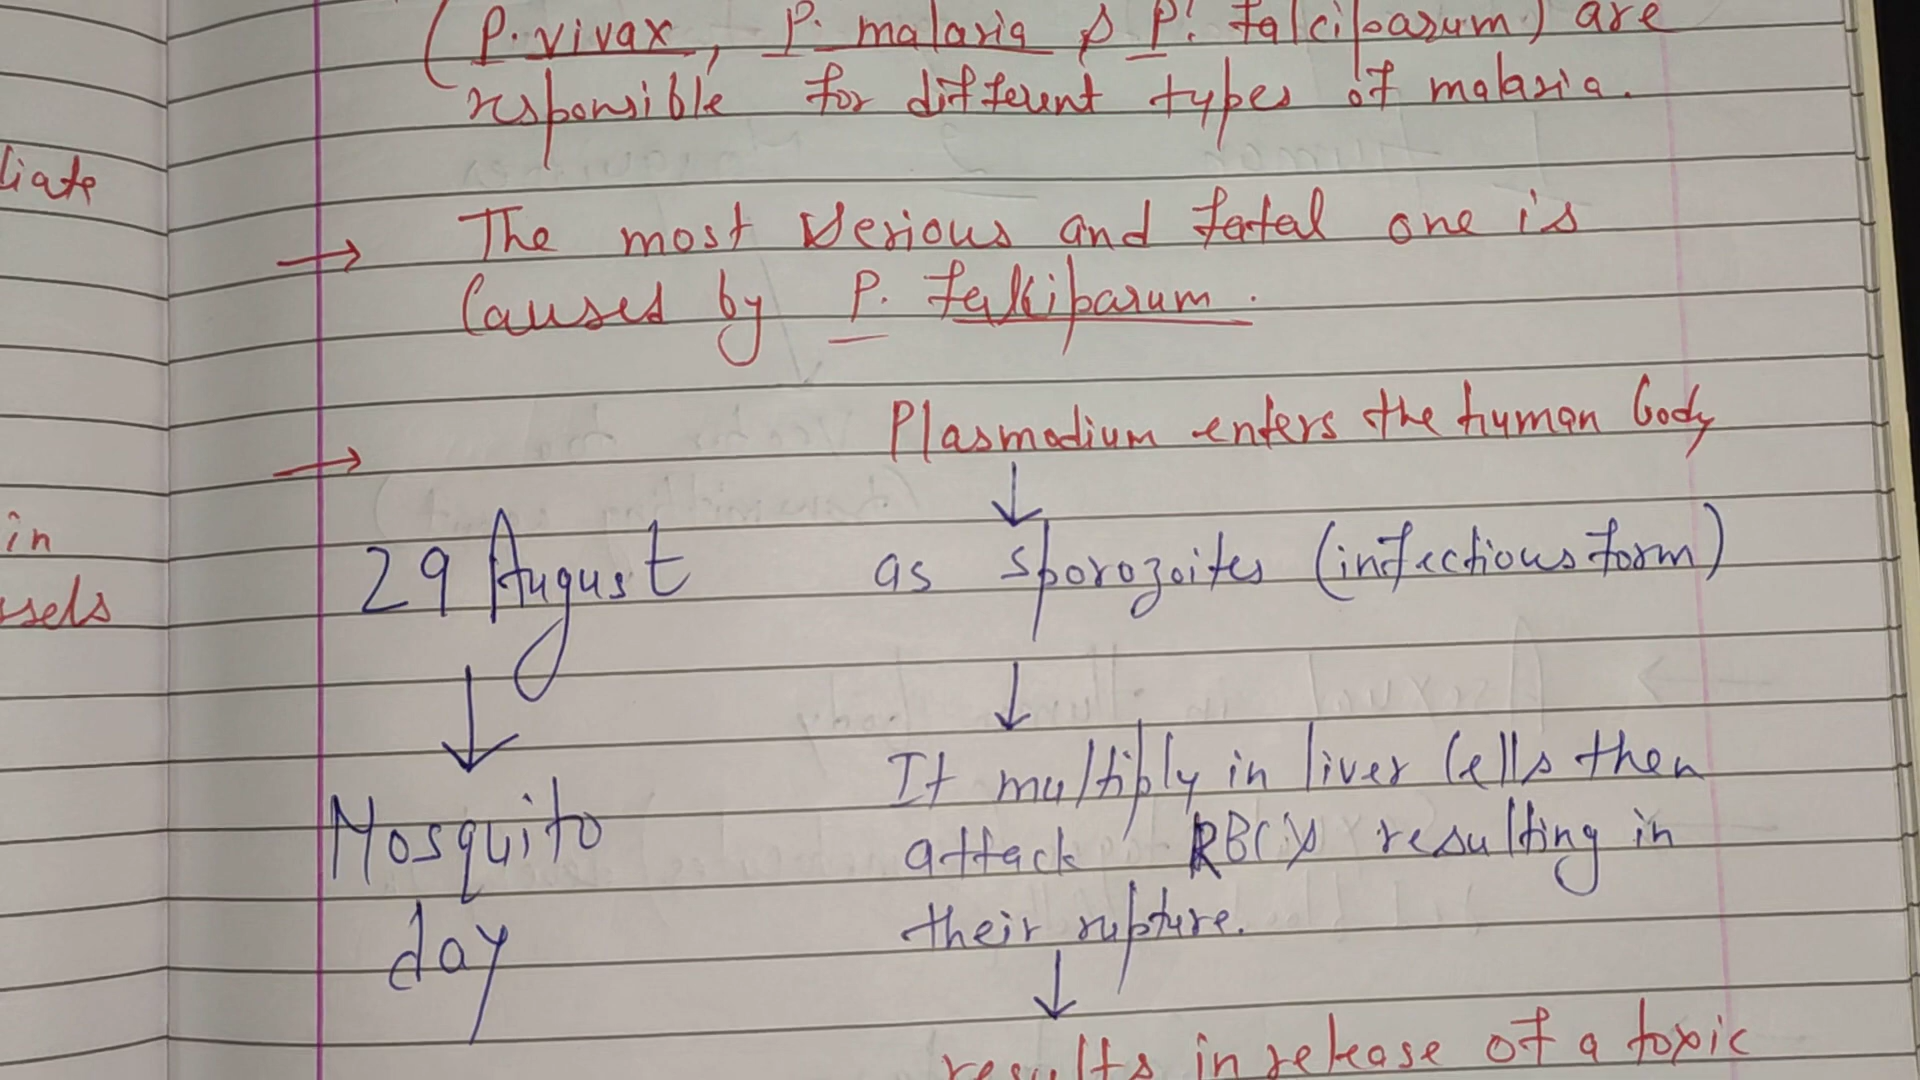 (P. vivax, P. malaria & P. falciparum) are
responsible for different types of malaria.
liate
→ The most serious and fatal one is
Caused by P. falciparum.
→ Plasmodium enters the human body
↓
in
as sporozoites (infectious form)
29 August
sels
↓
↓
It multiply in liver cells then
attack RBC's resulting in
their rupture.
Mosquito
day
↓
results in release of a toxic